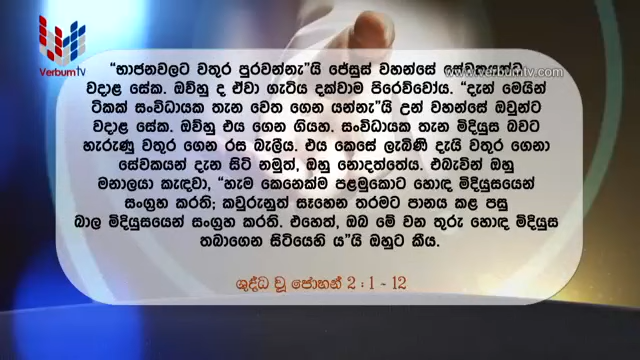 Verbum TV
www.verbumtv.com
“භාජනවලට වතුර පුරවන්නැ”යි ජේසුස් වහන්සේ සේවකයන්ට
වදාළ සේක. ඔව්හු ද ඒවා ගැටිය දක්වාම පිරෙව්වෝය. “දැන් මෙයින්
ටිකක් සංවිධායක තැන වෙත ගෙන යන්නැ”යි උන් වහන්සේ ඔවුන්ට
වදාළ සේක. ඔව්හු එය ගෙන ගියහ. සංවිධායක තැන මිදියුස බවට
හැරුණු වතුර ගෙන රස බැලීය. එය කෙසේ ලැබිණි දැයි වතුර ගෙනා
සේවකයන් දැන සිටි නමුත්, ඔහු නොදත්තේය. එබැවින් ඔහු
මනාලයා කැඳවා, “හැම කෙනෙක්ම පළමුකොට හොඳ මිදියුසයෙන්
සංග්‍රහ කරති; කවුරුනුත් සෑහෙන තරමට පානය කළ පසු
බාල මිදියුසයෙන් සංග්‍රහ කරති. එහෙත්, ඔබ මේ වන තුරු හොඳ මිදියුස
තබාගෙන සිටියෙහි ය”යි ඔහුට කීය.
ශුද්ධ වූ ජොහන් 2 : 1 - 12